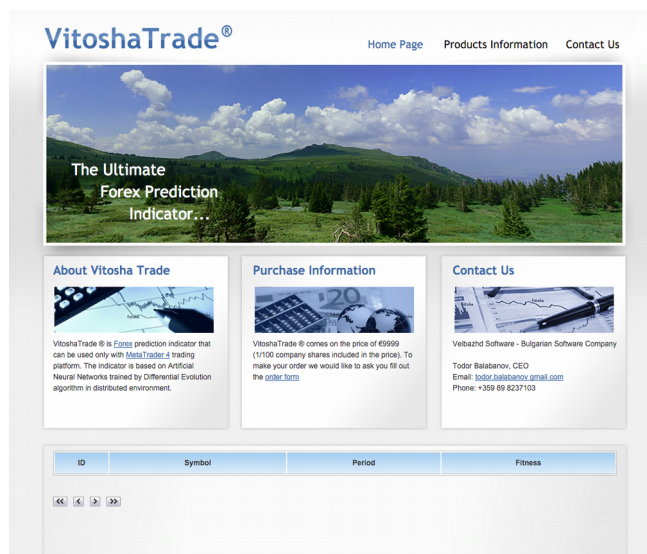 VitoshaTrade®
Home Page Products Information Contact Us
The Ultimate
Forex Prediction
Indicator...
About Vitosha Trade
VitoshaTrade ® is Forex prediction indicator that
can be used only with MetaTrader 4 trading
platform. The indicator is based on Artificial
Neural Networks trained by Differential Evolution
algorithm in distributed environment.
Purchase Information
20
VitoshaTrade ® comes on the price of €9999
(1/100 company shares included in the price). To
make your order we would like to ask you fill out
the order form
Contact Us
Velbazhd Software - Bulgarian Software Company
Todor Balabanov, CEO
Email: todor.balabanov gmail com
Phone: +359 89 8237103
ID Symbol Period Fitness